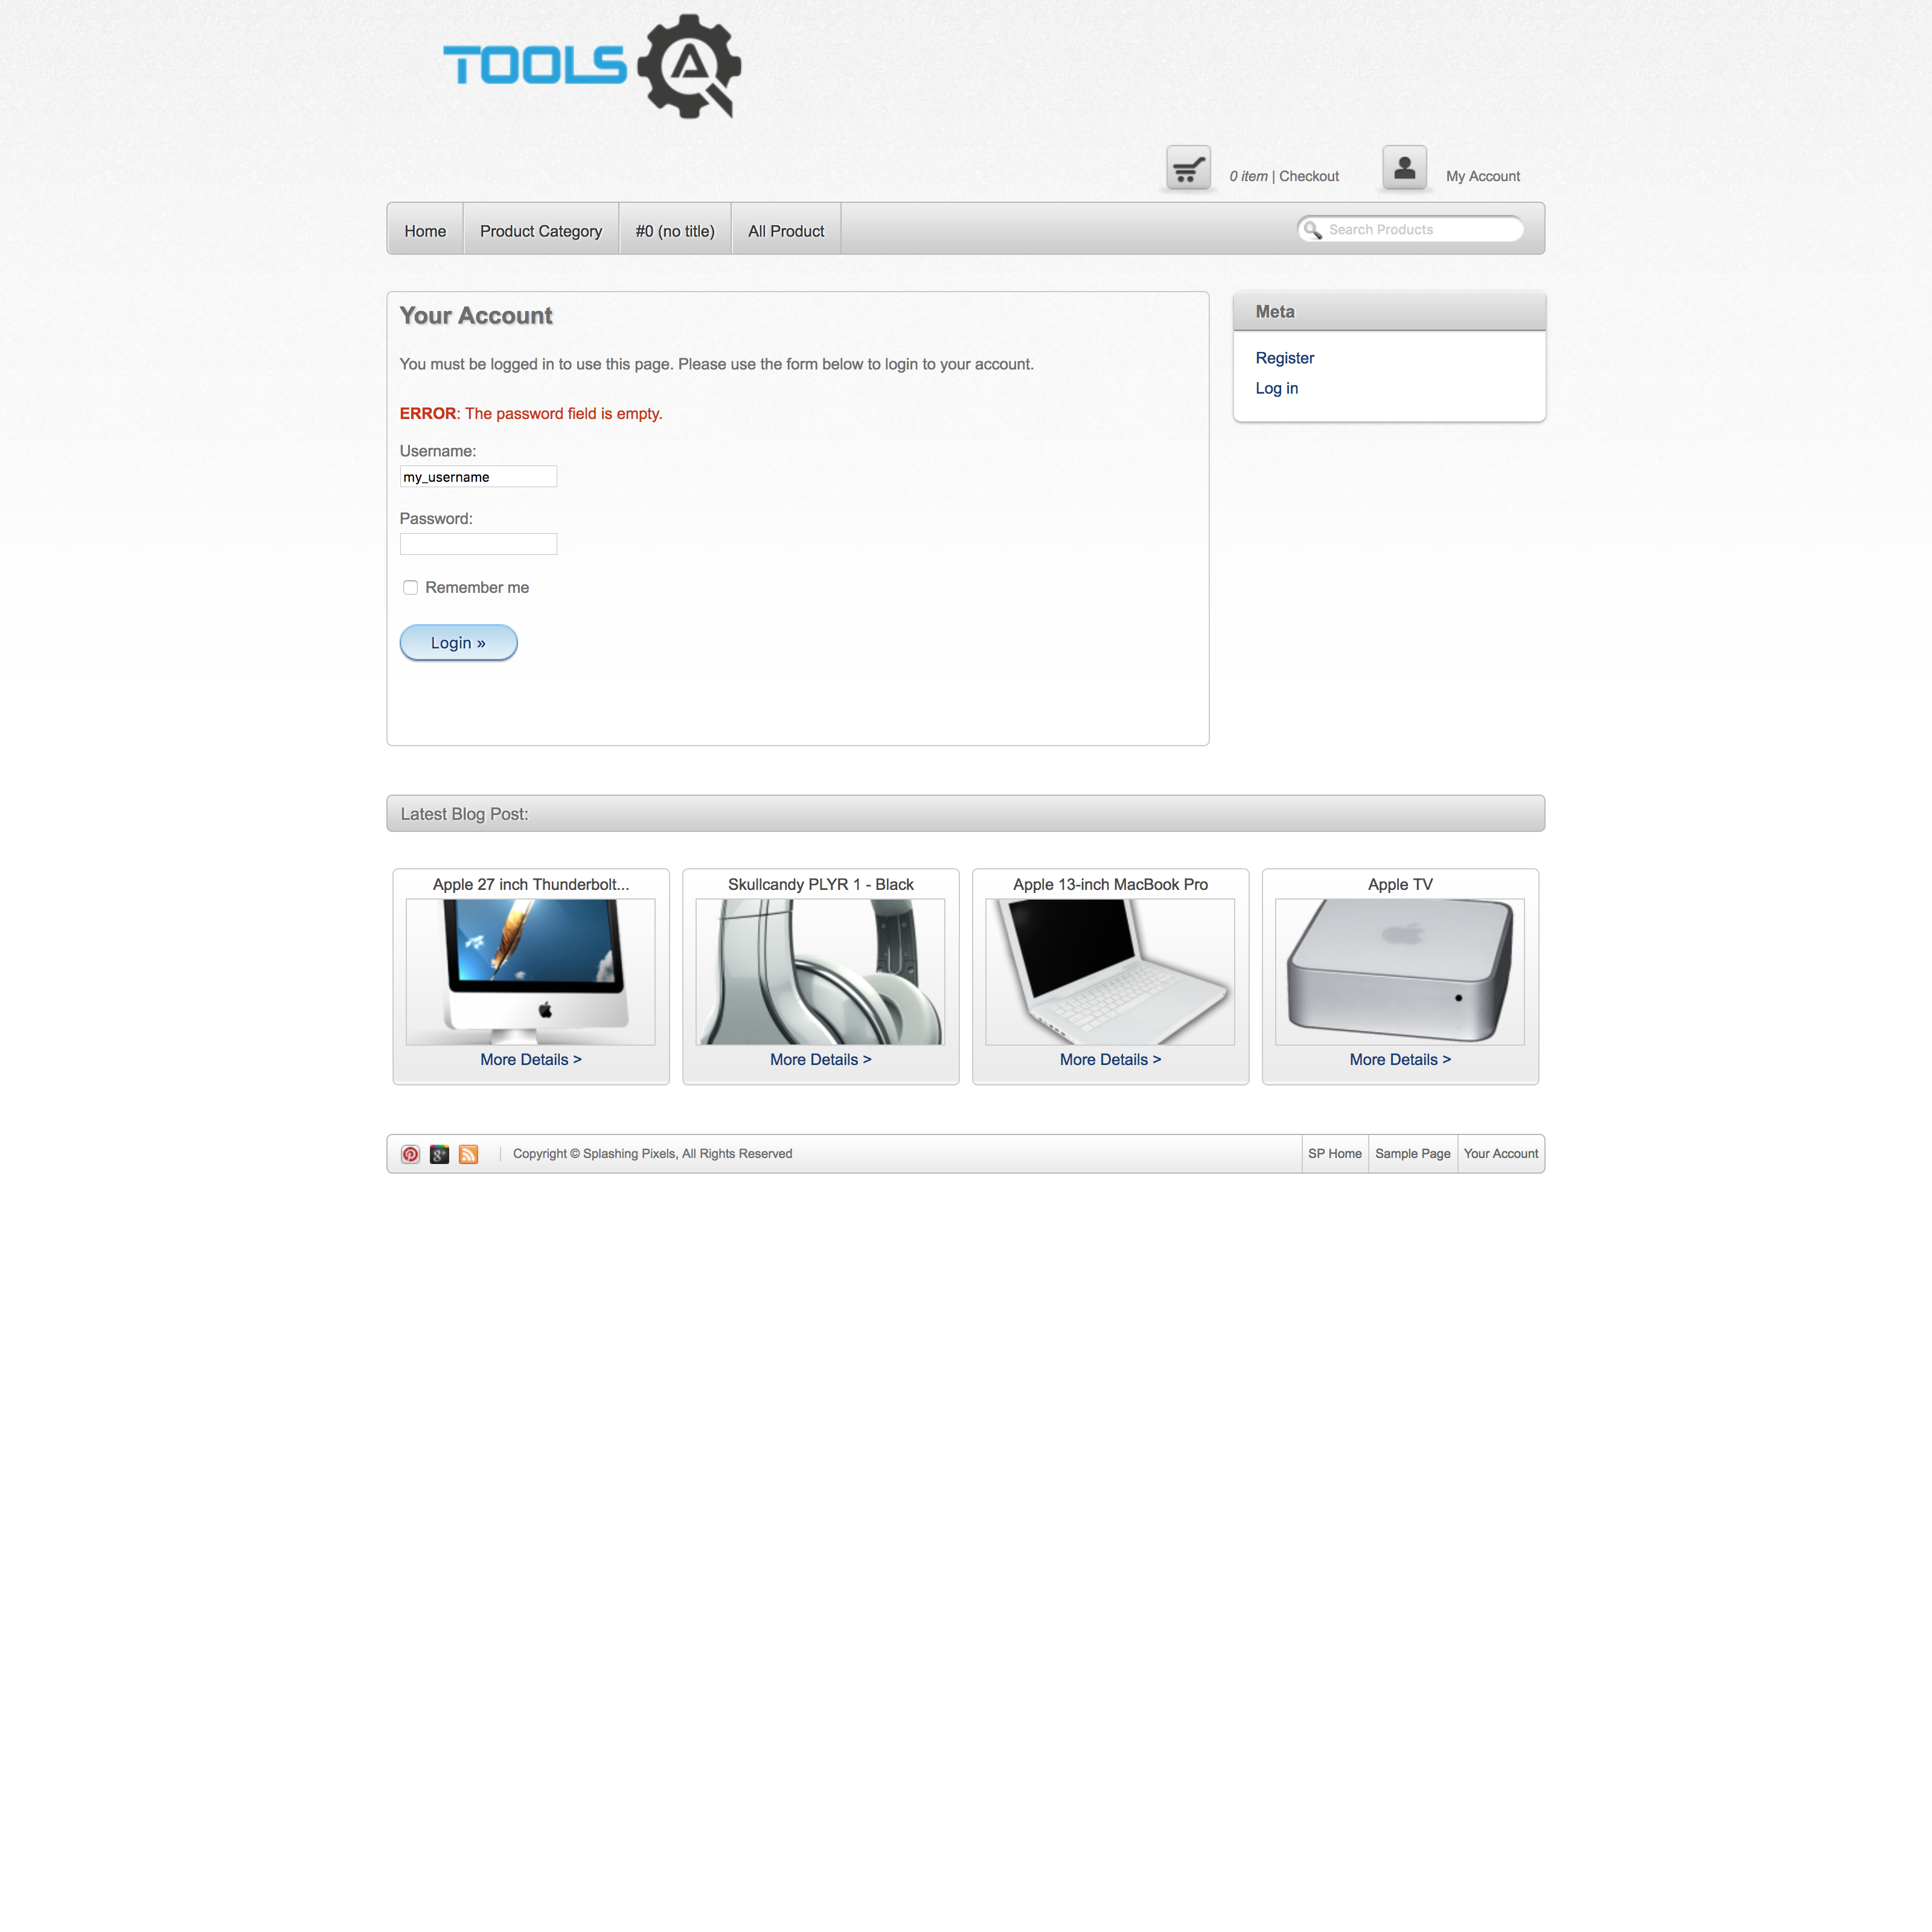 TOOLS QA
0 item | Checkout
My Account
Home
Product Category
#0 (no title)
All Product
Search Products
Your Account
You must be logged in to use this page. Please use the form below to login to your account.
ERROR: The password field is empty.
Username:
my_username
Password:
Remember me
Login »
Meta
Register
Log in
Latest Blog Post:
Apple 27 inch Thunderbolt...
More Details >
Skullcandy PLYR 1 - Black
More Details >
Apple 13-inch MacBook Pro
More Details >
Apple TV
More Details >
g+
| Copyright © Splashing Pixels, All Rights Reserved
SP Home
Sample Page
Your Account